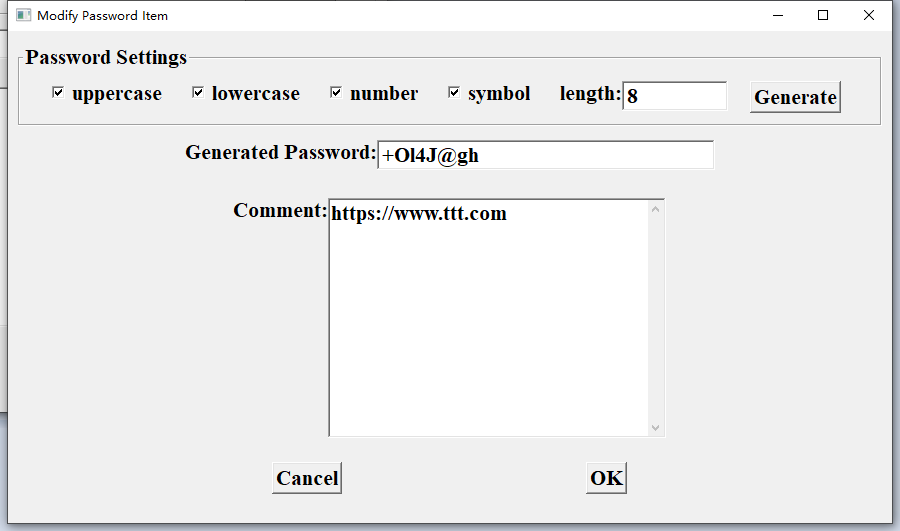 Modify Password Item
Password Settings
uppercase lowercase number symbol length: 8 Generate
Generated Password: +Ol4J@gh
Comment: https://www.ttt.com
Cancel OK